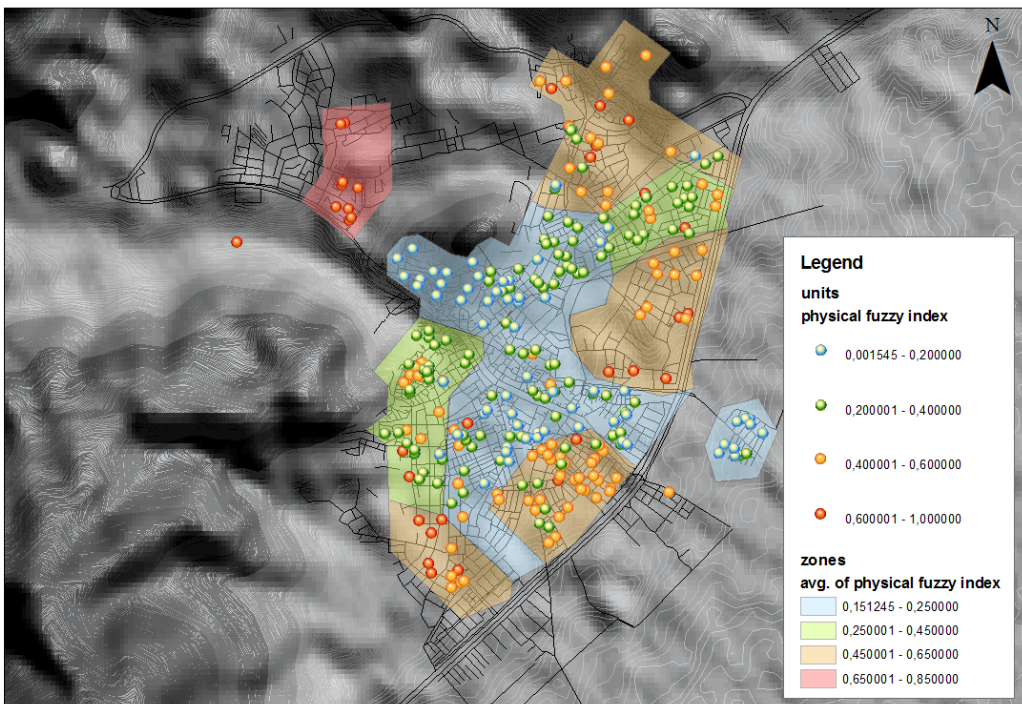 N
Legend
units
physical fuzzy index
0,001545 - 0,200000
0,200001 - 0,400000
0,400001 - 0,600000
0,600001 - 1,000000
zones
avg. of physical fuzzy index
0,151245 - 0,250000
0,250001 - 0,450000
0,450001 - 0,650000
0,650001 - 0,850000